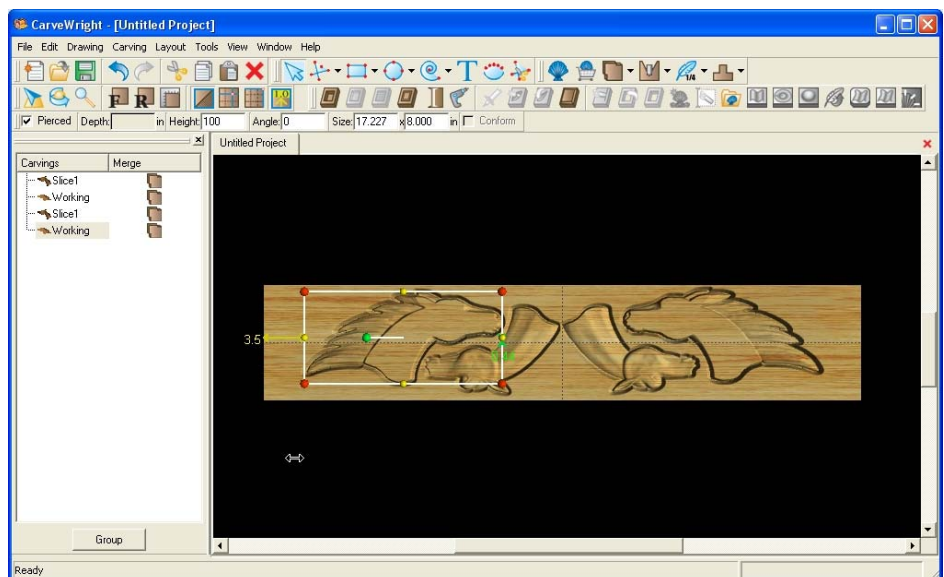 CarveWright - [Untitled Project]
File Edit Drawing Carving Layout Tools View Window Help
T 1/4
F R
Pierced Depth: in Height: 100 Angle: 0 Size: 17.227 x 8.000 in Conform
Untitled Project
Carvings Merge
Slice1
Working
Slice1
Working
3.5
Group
Ready